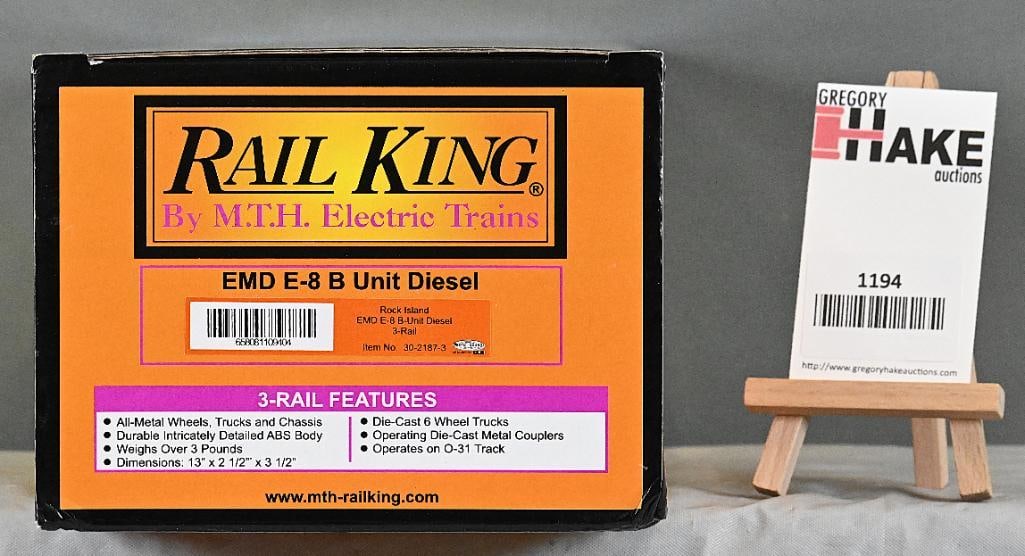 RAIL KING®
By M.T.H. Electric Trains
EMD E-8 B Unit Diesel
658081109404
Rock Island
EMD E-8 B-Unit Diesel
3-Rail
Item No. 30-2187-3
3-RAIL FEATURES
● All-Metal Wheels, Trucks and Chassis
● Durable Intricately Detailed ABS Body
● Weighs Over 3 Pounds
● Dimensions: 13" x 2 1/2"' x 3 1/2"
● Die-Cast 6 Wheel Trucks
● Operating Die-Cast Metal Couplers
● Operates on O-31 Track
www.mth-railking.com
GREGORY
HAKE
auctions
1194
http://www.gregoryhakeauctions.com